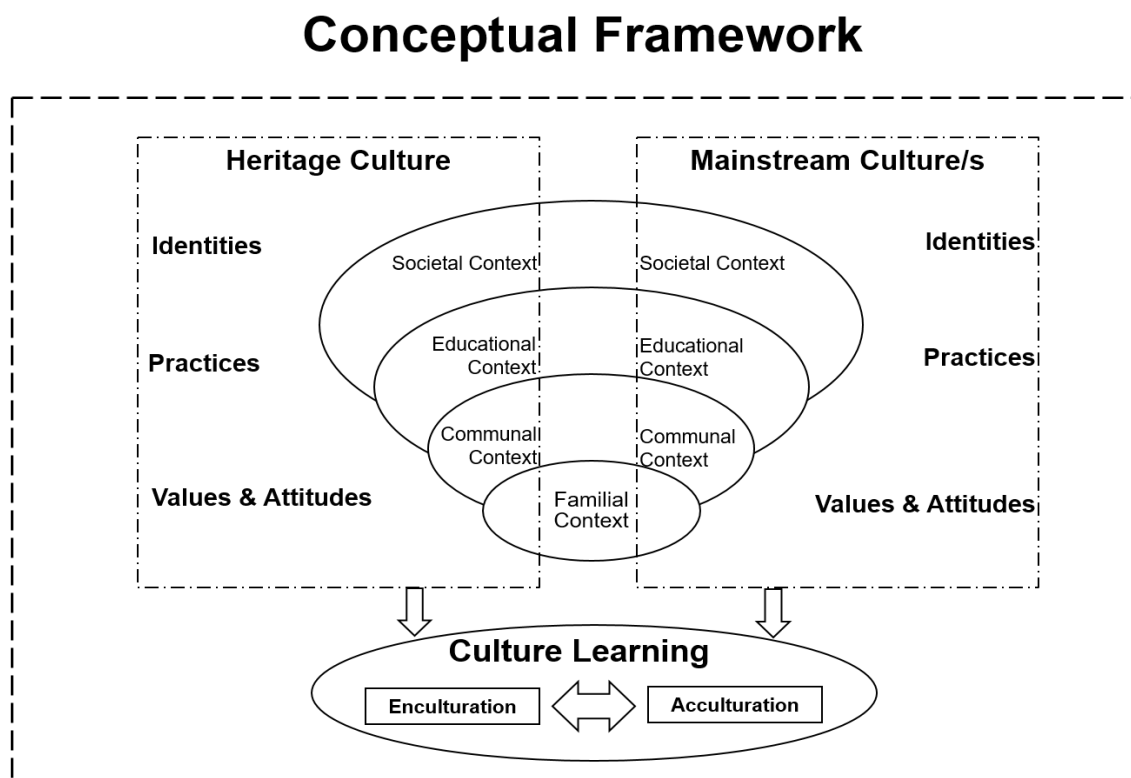 Conceptual Framework
Heritage Culture
Mainstream Culture/s
Identities
Identities
Societal Context
Societal Context
Educational
Context
Educational
Context
Practices
Practices
Communall
Context
Communal
Context
Values & Attitudes
Values & Attitudes
Familial
Context
Culture Learning
Enculturation
Acculturation